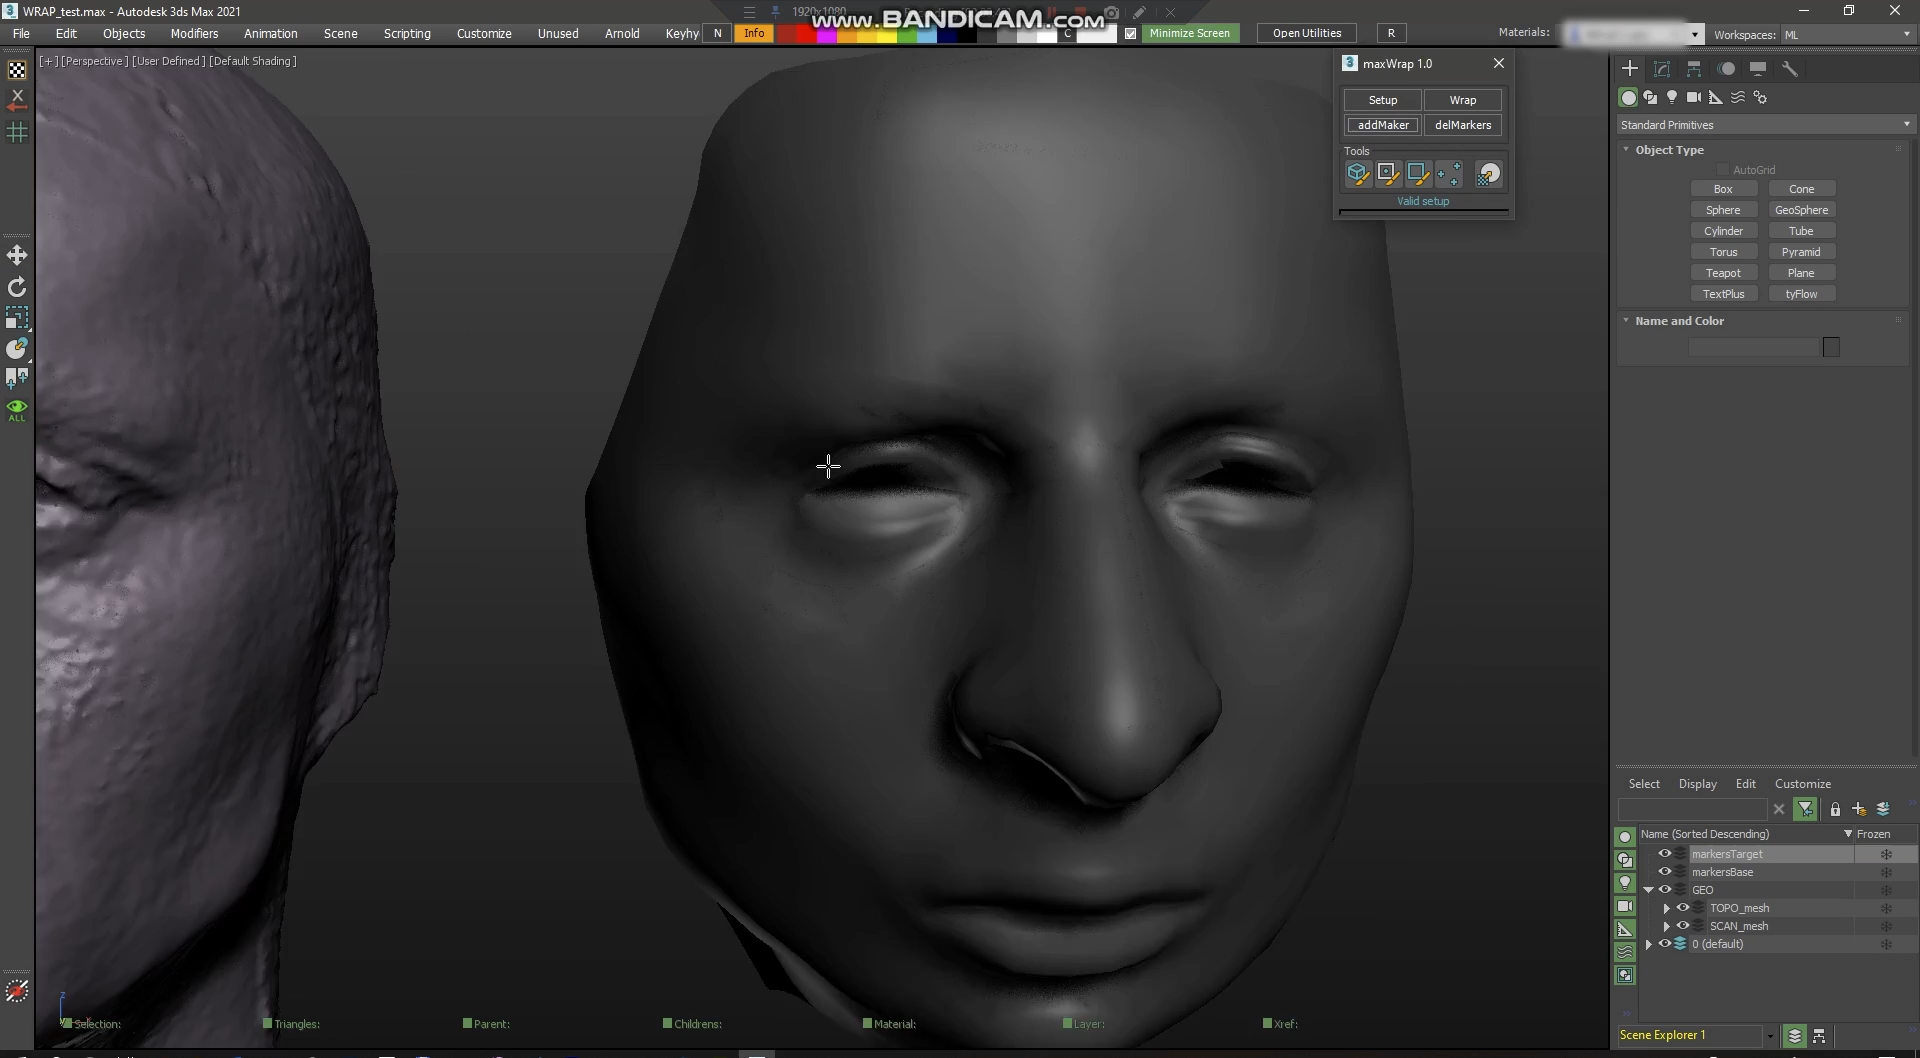 WRAP_test.max - Autodesk 3ds Max 2021
1920x1080
www.BANDICAM.com
File Edit Objects Modifiers Animation Scene Scripting Customize Unused Arnold Keyhy N Info C Minimize Screen Open Utilities R Materials: Workspaces: ML
[+] [Perspective ] [User Defined ] [Default Shading ]
maxWrap 1.0
Setup Wrap
addMaker delMarkers
Tools
Valid setup
X
ALL
Standard Primitives
Object Type
AutoGrid
Box Cone
Sphere GeoSphere
Cylinder Tube
Torus Pyramid
Teapot Plane
TextPlus tyFlow
Name and Color
Select Display Edit Customize
Name (Sorted Descending) Frozen
markersTarget
markersBase
GEO
TOPO_mesh
SCAN_mesh
0 (default)
z
Selection: Triangles: Parent: Childrens: Material: Layer: Xref:
Scene Explorer 1